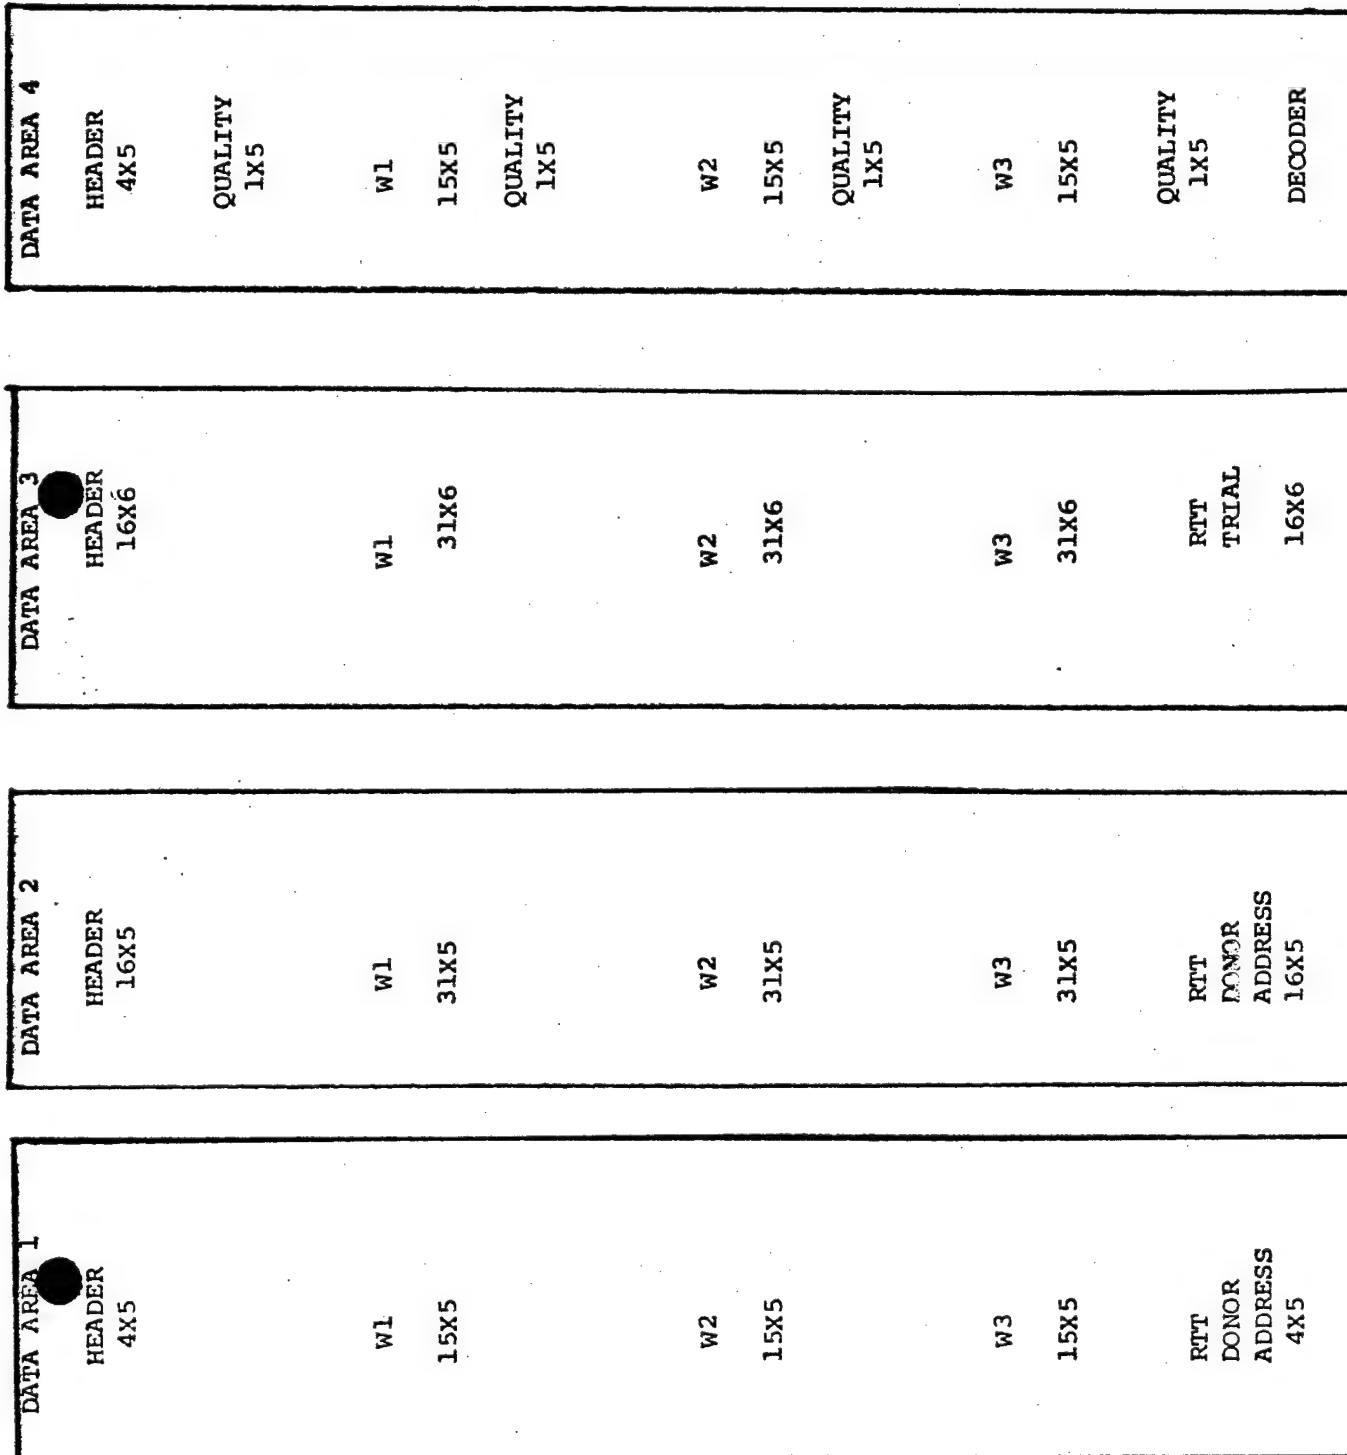 DATA AREA 1
HEADER
4X5
W1
15X5
W2
15X5
W3
15X5
RTT
DONOR
ADDRESS
4X5
DATA AREA 2
HEADER
16X5
W1
31X5
W2
31X5
W3
31X5
RTT
DONOR
ADDRESS
16X5
DATA AREA 3
HEADER
16X6
W1
31X6
W2
31X6
W3
31X6
RTT
TRIAL
16X6
DATA AREA 4
HEADER
4X5
QUALITY
1X5
W1
15X5
QUALITY
1X5
W2
15X5
QUALITY
1X5
W3
15X5
QUALITY
1X5
DECODER